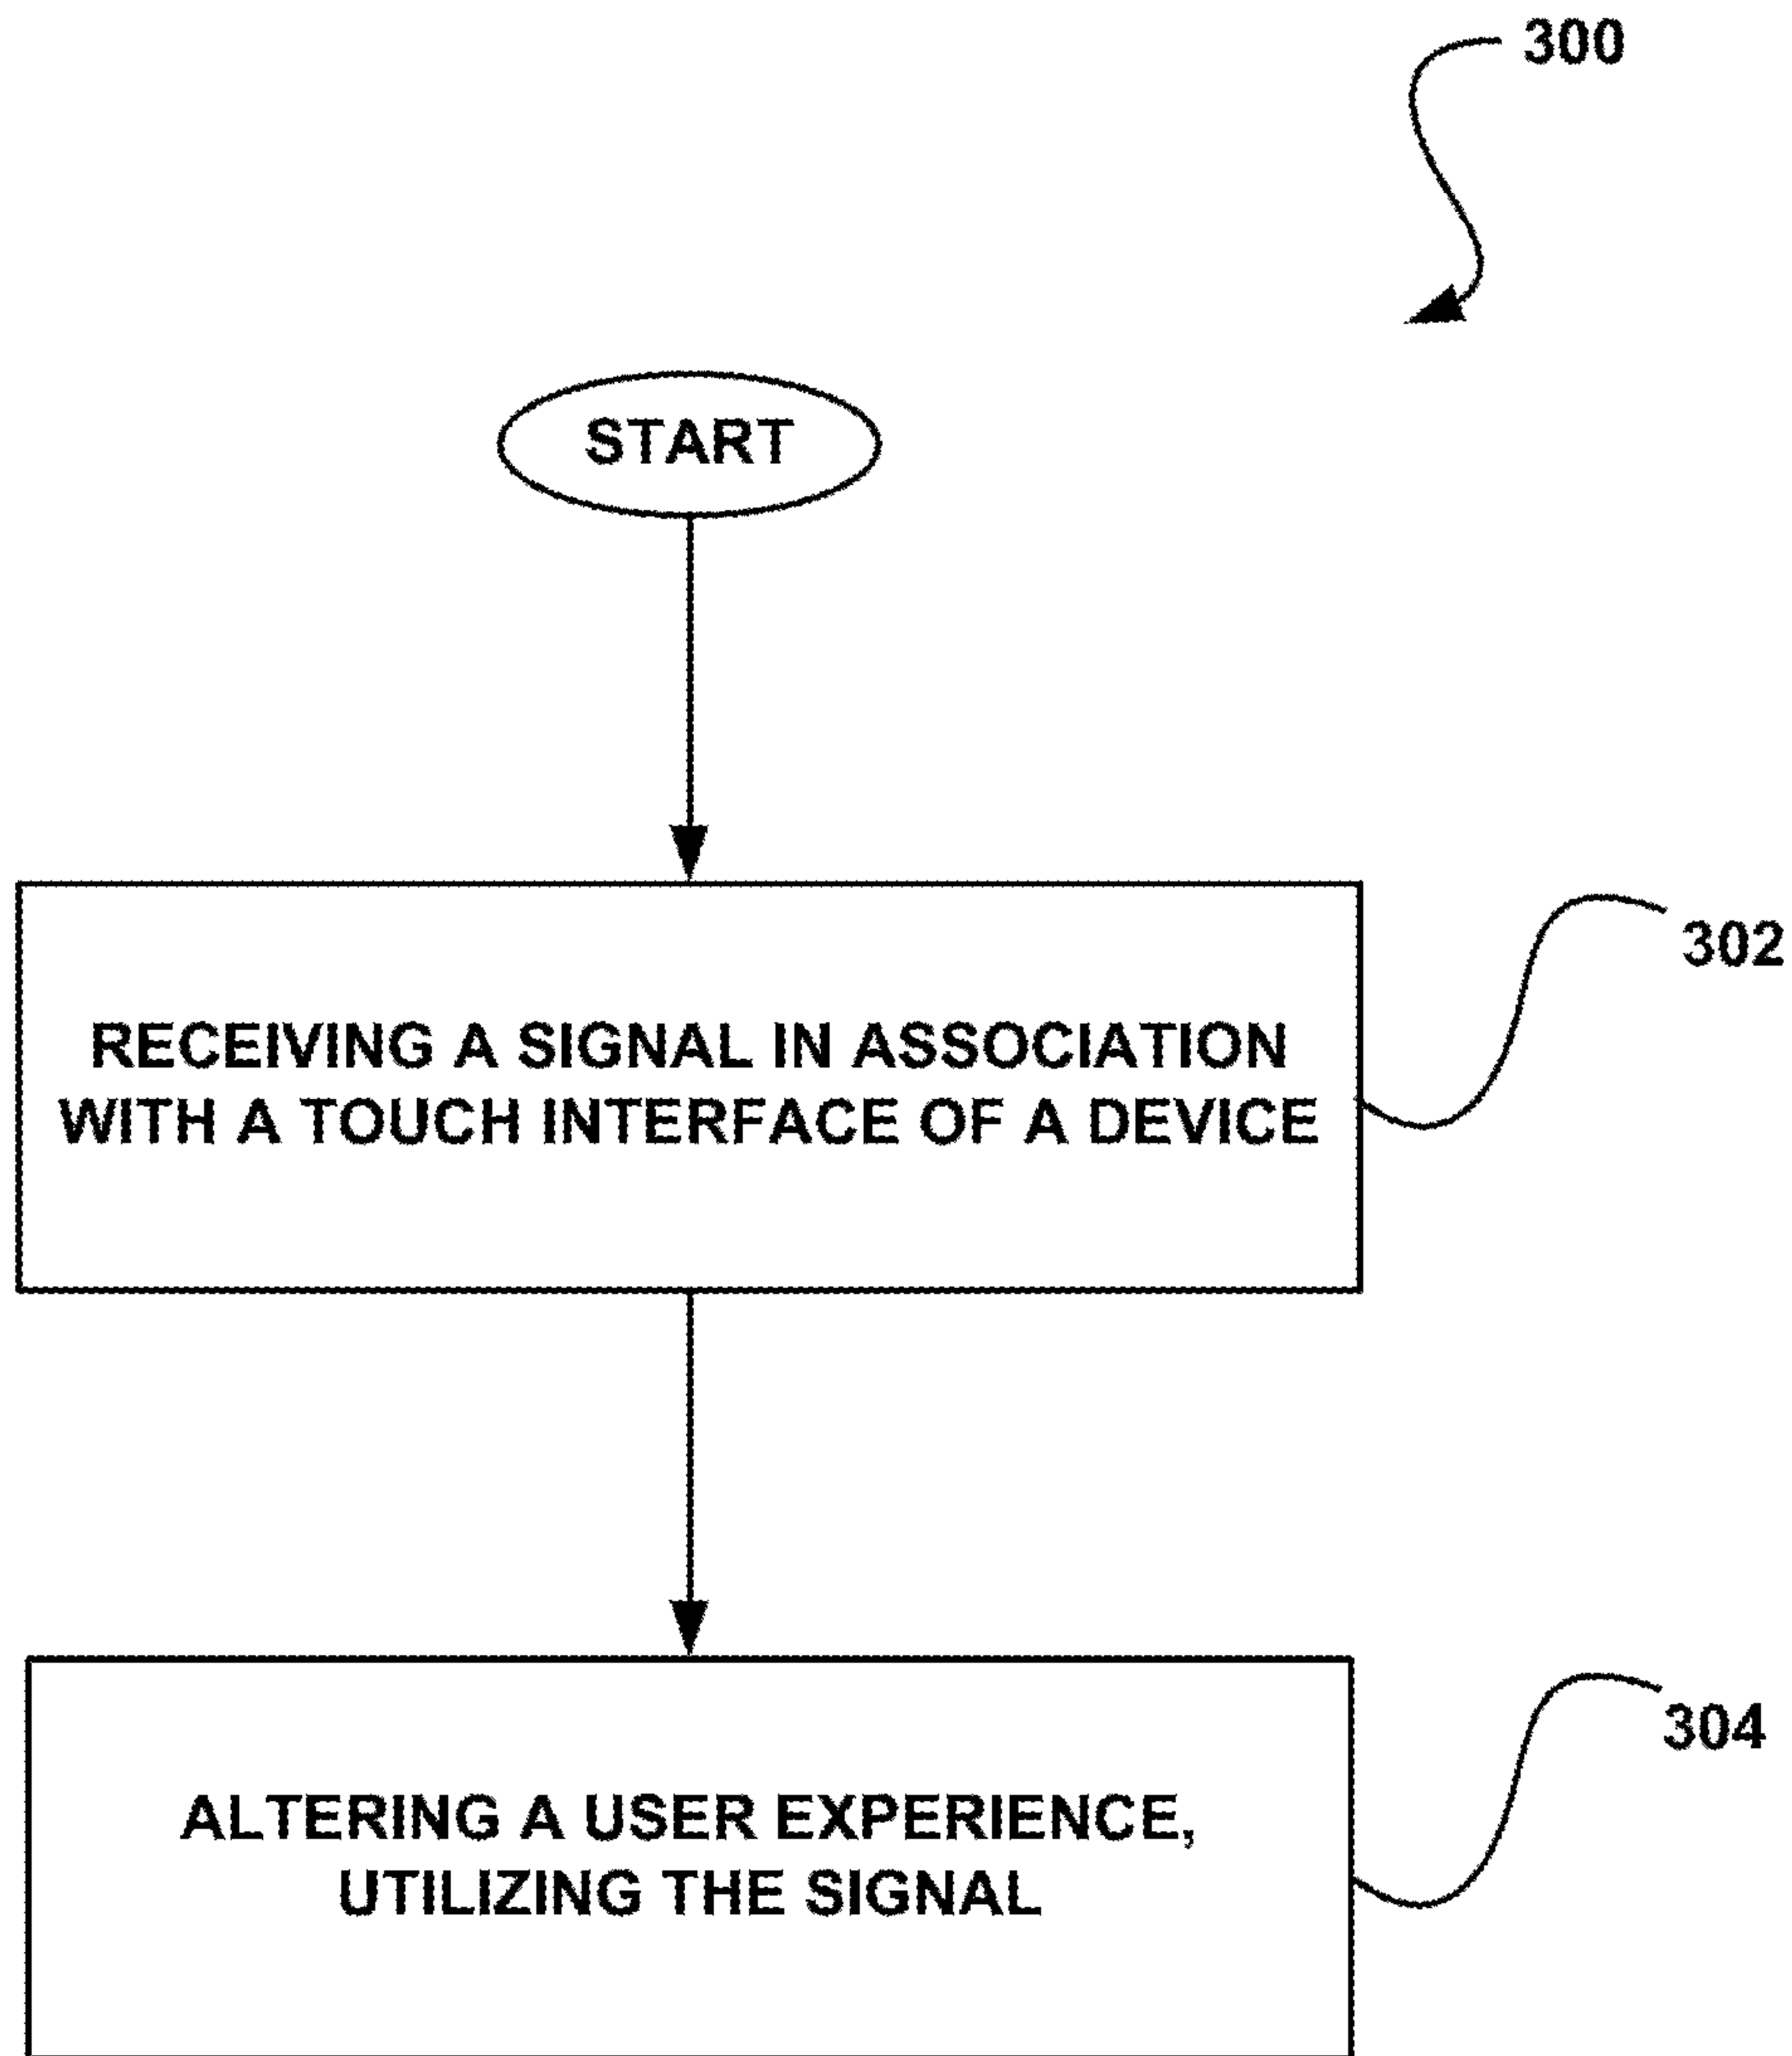 300
START
302
RECEIVING A SIGNAL IN ASSOCIATION
WITH A TOUCH INTERFACE OF A DEVICE
304
ALTERING A USER EXPERIENCE,
UTILIZING THE SIGNAL